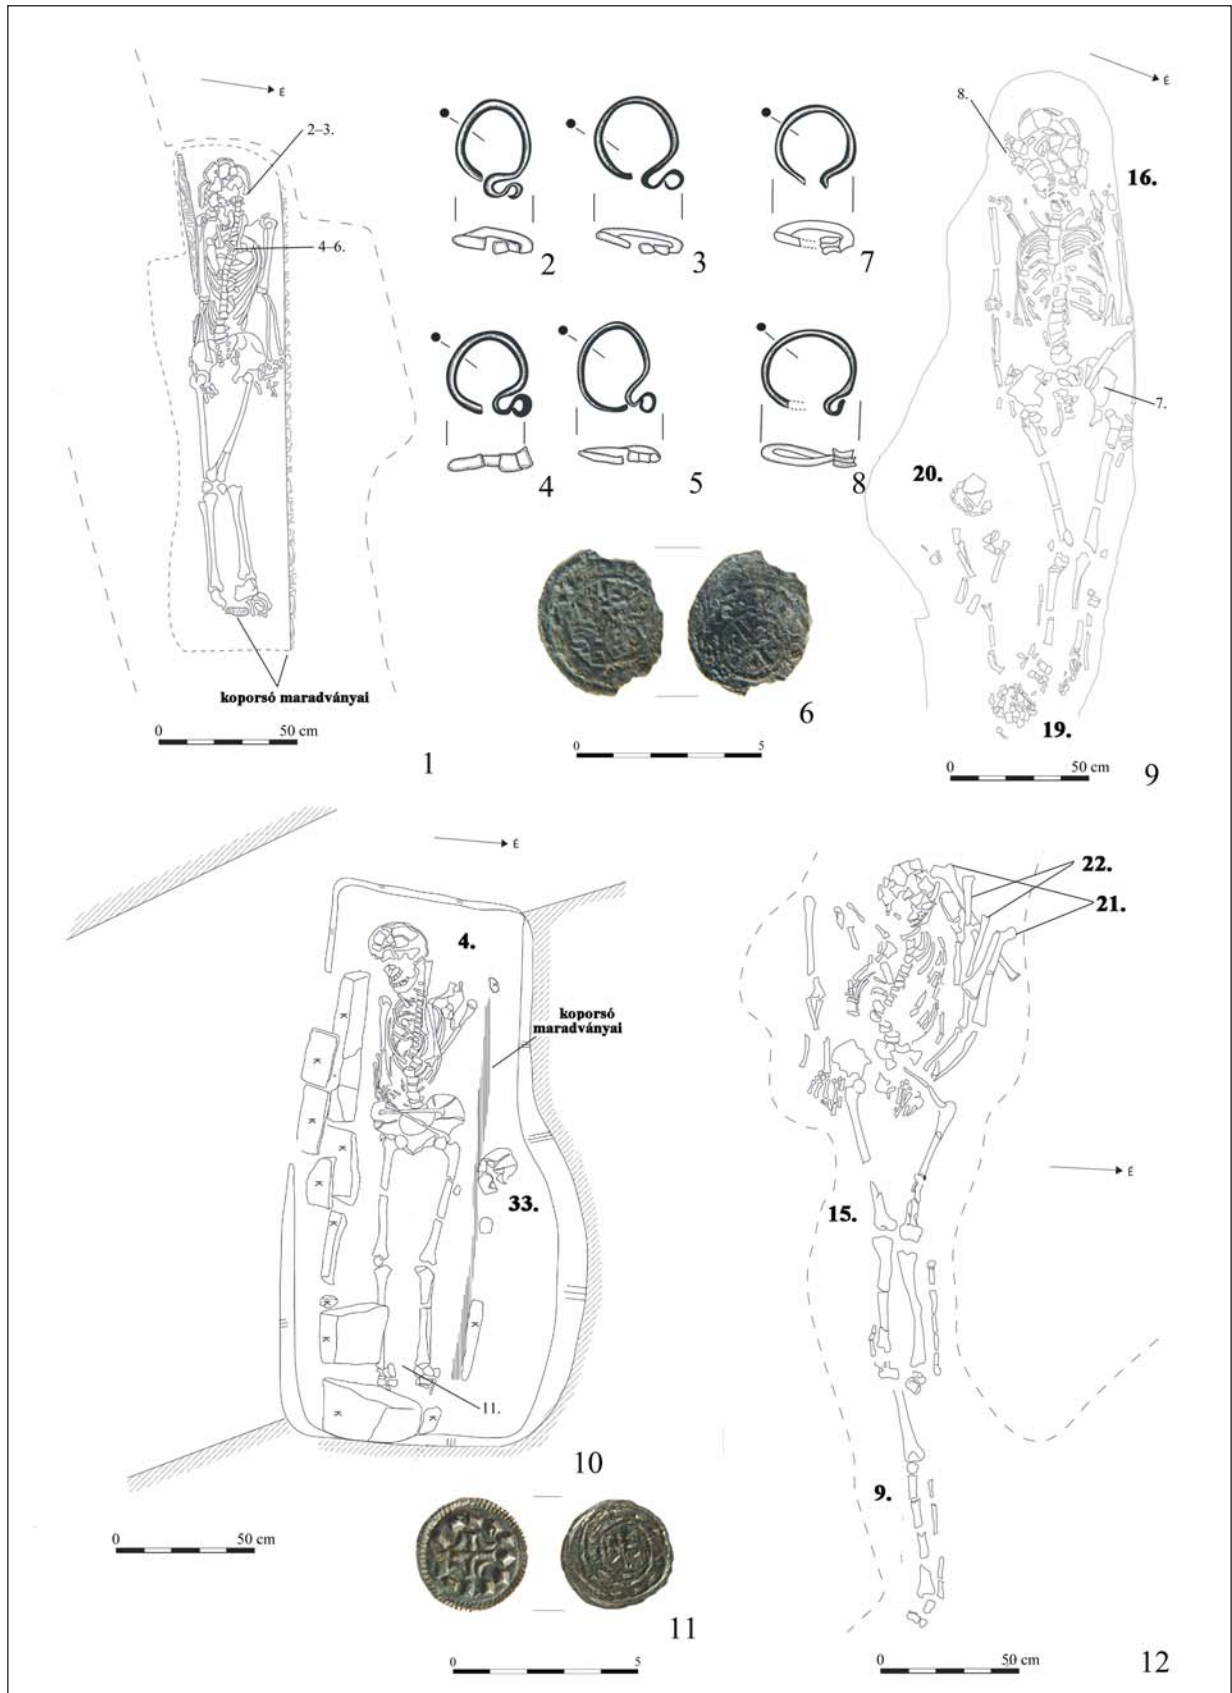 É
2–3.
4–6.
koporsó maradványai
0 50 cm
1
2
3
7
4
5
8
6
0 5
É
8.
16.
7.
20.
19.
0 50 cm
9
É
4.
koporsó
maradványai
K
K
K
K
K
K
K
K
K
K
33.
11.
10
0 50 cm
11
0 5
22.
21.
É
15.
9.
0 50 cm
12